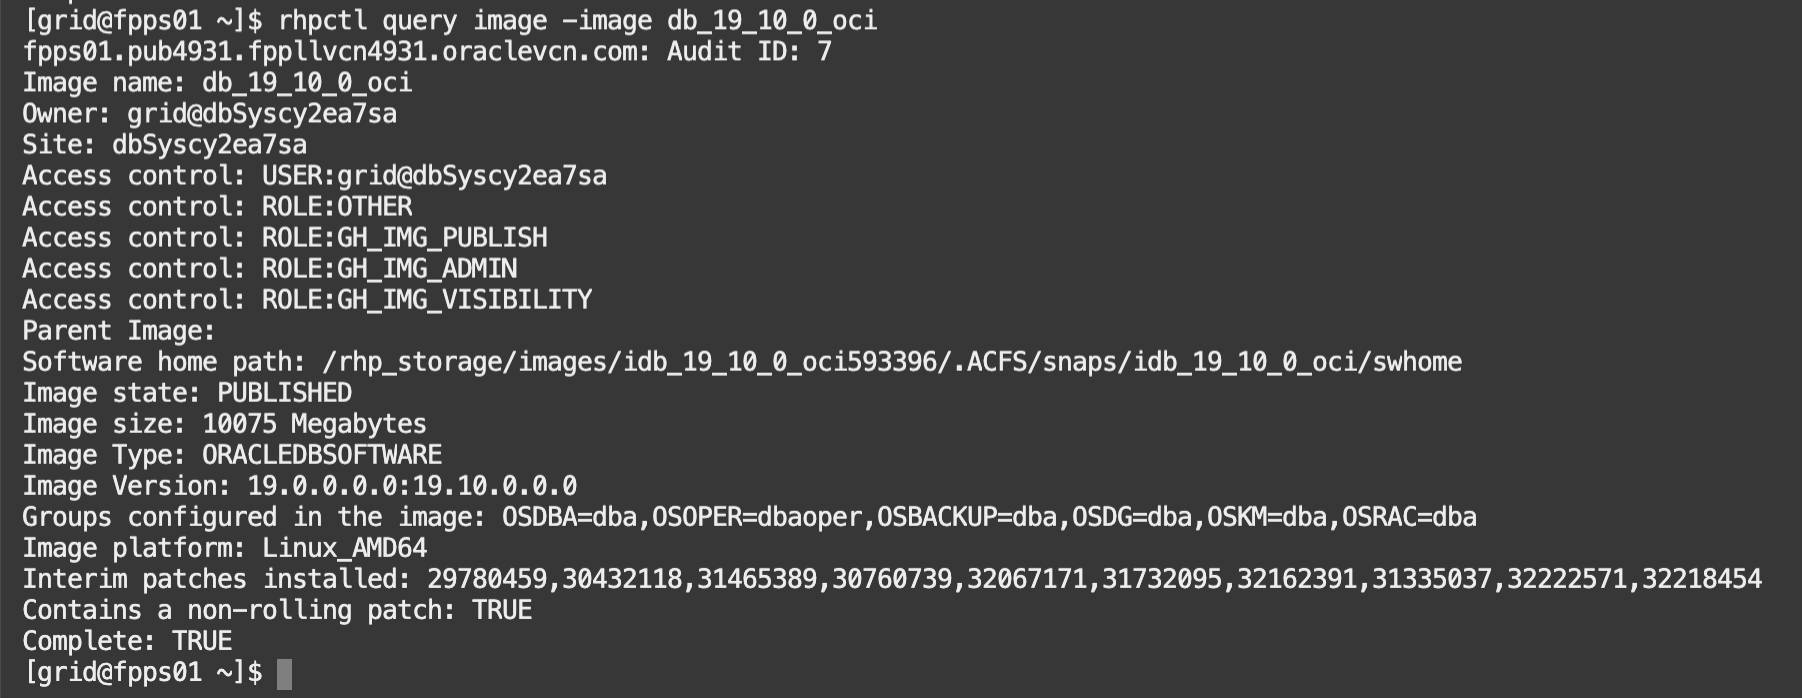 [grid@fpps01 ~]$ rhpctl query image -image db_19_10_0_oci
fpps01.pub4931.fppllvcn4931.oraclevcn.com: Audit ID: 7
Image name: db_19_10_0_oci
Owner: grid@dbSyscy2ea7sa
Site: dbSyscy2ea7sa
Access control: USER:grid@dbSyscy2ea7sa
Access control: ROLE:OTHER
Access control: ROLE:GH_IMG_PUBLISH
Access control: ROLE:GH_IMG_ADMIN
Access control: ROLE:GH_IMG_VISIBILITY
Parent Image:
Software home path: /rhp_storage/images/idb_19_10_0_oci593396/.ACFS/snaps/idb_19_10_0_oci/swhome
Image state: PUBLISHED
Image size: 10075 Megabytes
Image Type: ORACLEDBSOFTWARE
Image Version: 19.0.0.0.0:19.10.0.0.0
Groups configured in the image: OSDBA=dba,OSOPER=dbaoper,OSBACKUP=dba,OSDG=dba,OSKM=dba,OSRAC=dba
Image platform: Linux_AMD64
Interim patches installed: 29780459,30432118,31465389,30760739,32067171,31732095,32162391,31335037,32222571,32218454
Contains a non-rolling patch: TRUE
Complete: TRUE
[grid@fpps01 ~]$